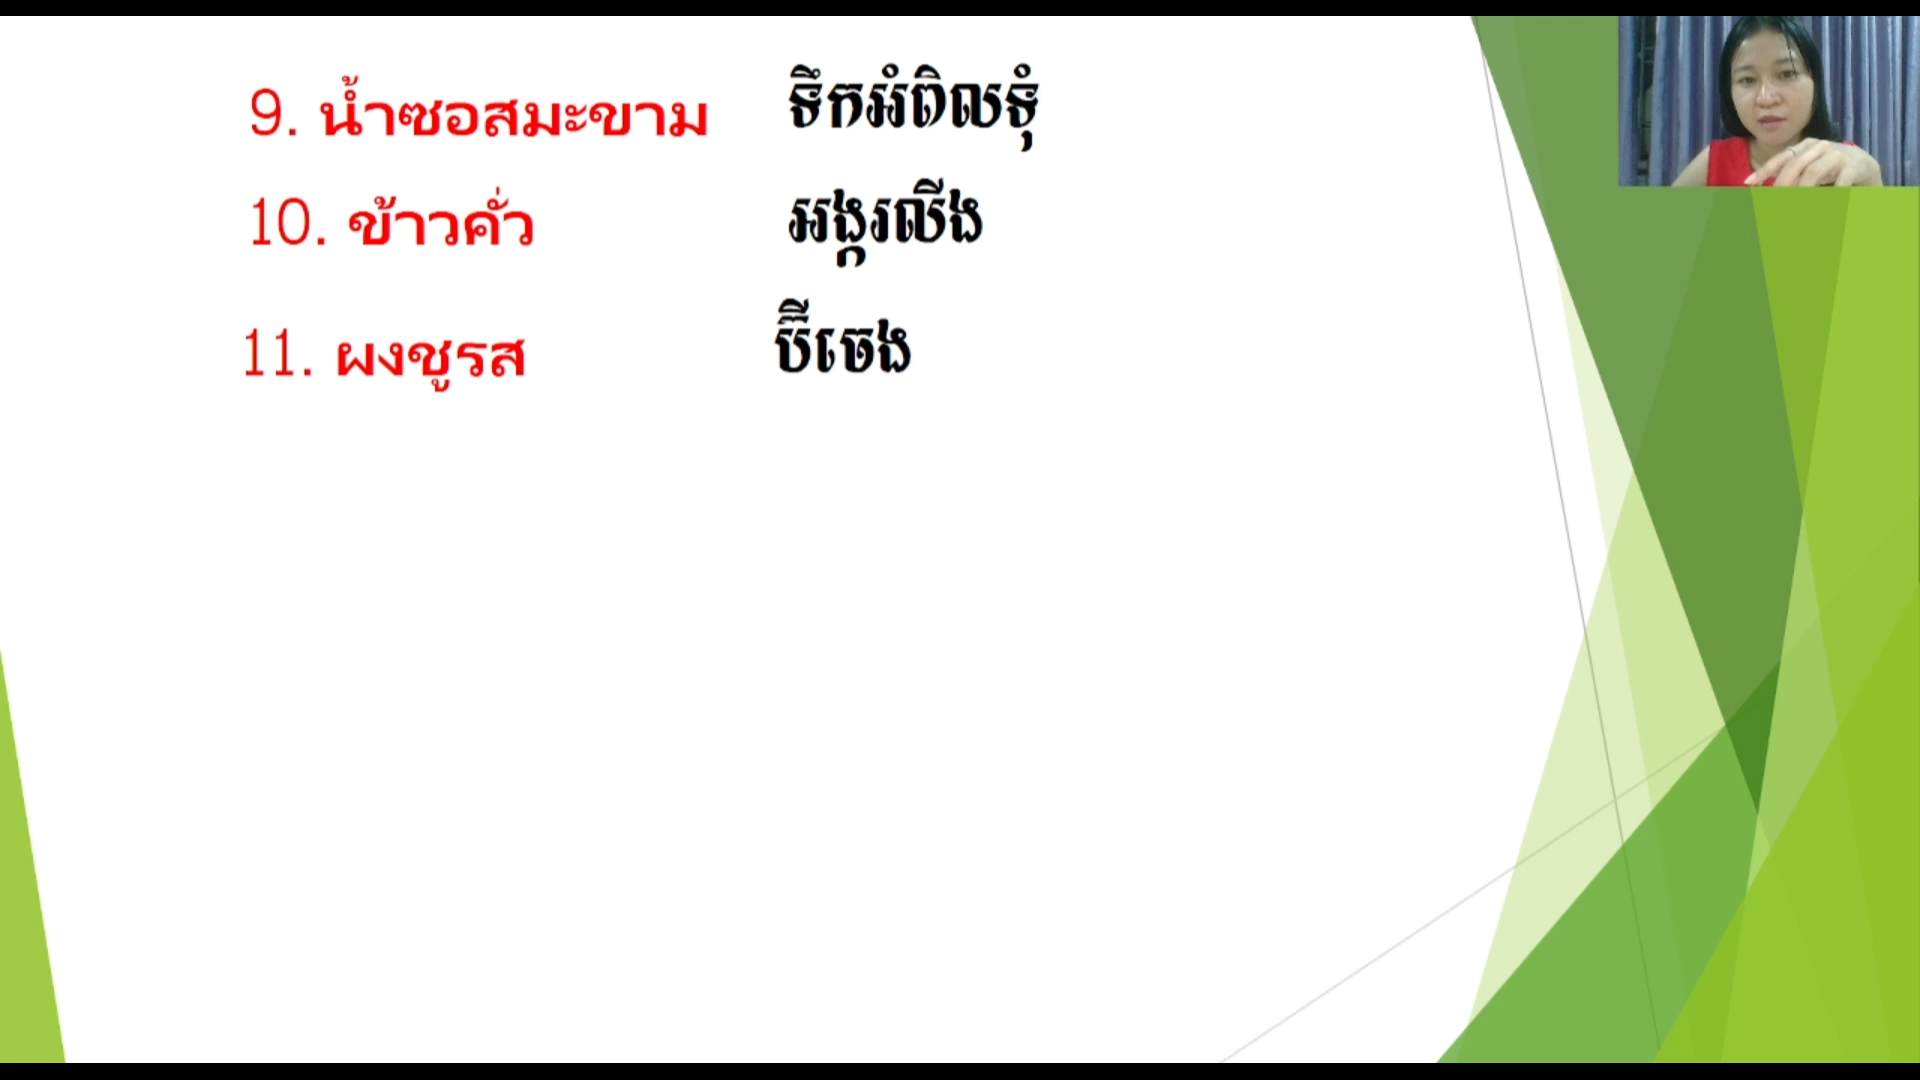 9. น้ำซอสมะขาม ទឹកអំពិលទុំ
10. ข้าวคั่ว អង្ករលីង
11. ผงชูรส ប៊ីចេង